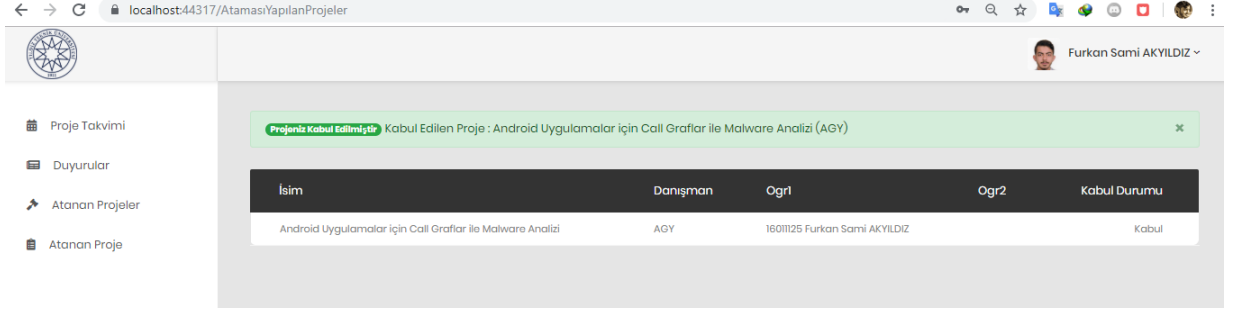 localhost:44317/AtamasıYapılanProjeler
Furkan Sami AKYILDIZ
Proje Takvimi
Projeniz Kabul Edilmiştir Kabul Edilen Proje : Android Uygulamalar için Call Graflar ile Malware Analizi (AGY) ×
Duyurular
İsim Danışman Ogr1 Ogr2 Kabul Durumu
Atanan Projeler
Android Uygulamalar için Call Graflar ile Malware Analizi AGY 16011125 Furkan Sami AKYILDIZ Kabul
Atanan Proje